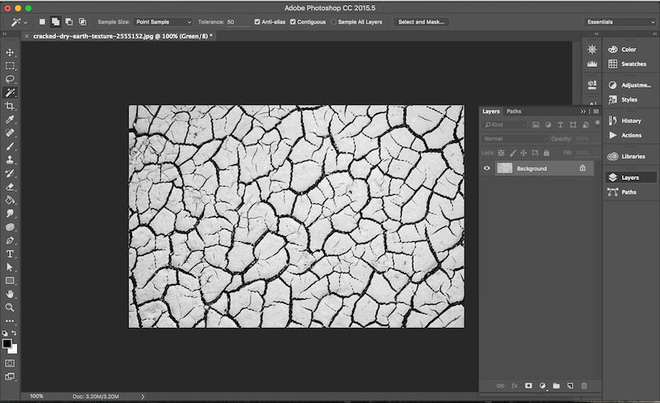 Adobe Photoshop CC 2015.5
Sample Size: Point Sample Tolerance: 50 Anti-alias Contiguous Sample All Layers Select and Mask... Essentials
cracked-dry-earth-texture-2555152.jpg @ 100% (Green/8) *
Color
Swatches
Adjustme...
Styles
History
Actions
Libraries
Layers
Paths
Layers Paths
Kind
Normal Opacity:
Lock: Fill:
Background
100% Doc: 3.20M/3.20M